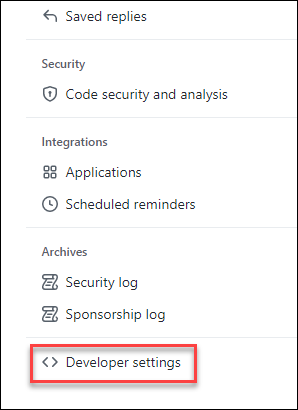 Saved replies
Security
Code security and analysis
Integrations
Applications
Scheduled reminders
Archives
Security log
Sponsorship log
Developer settings